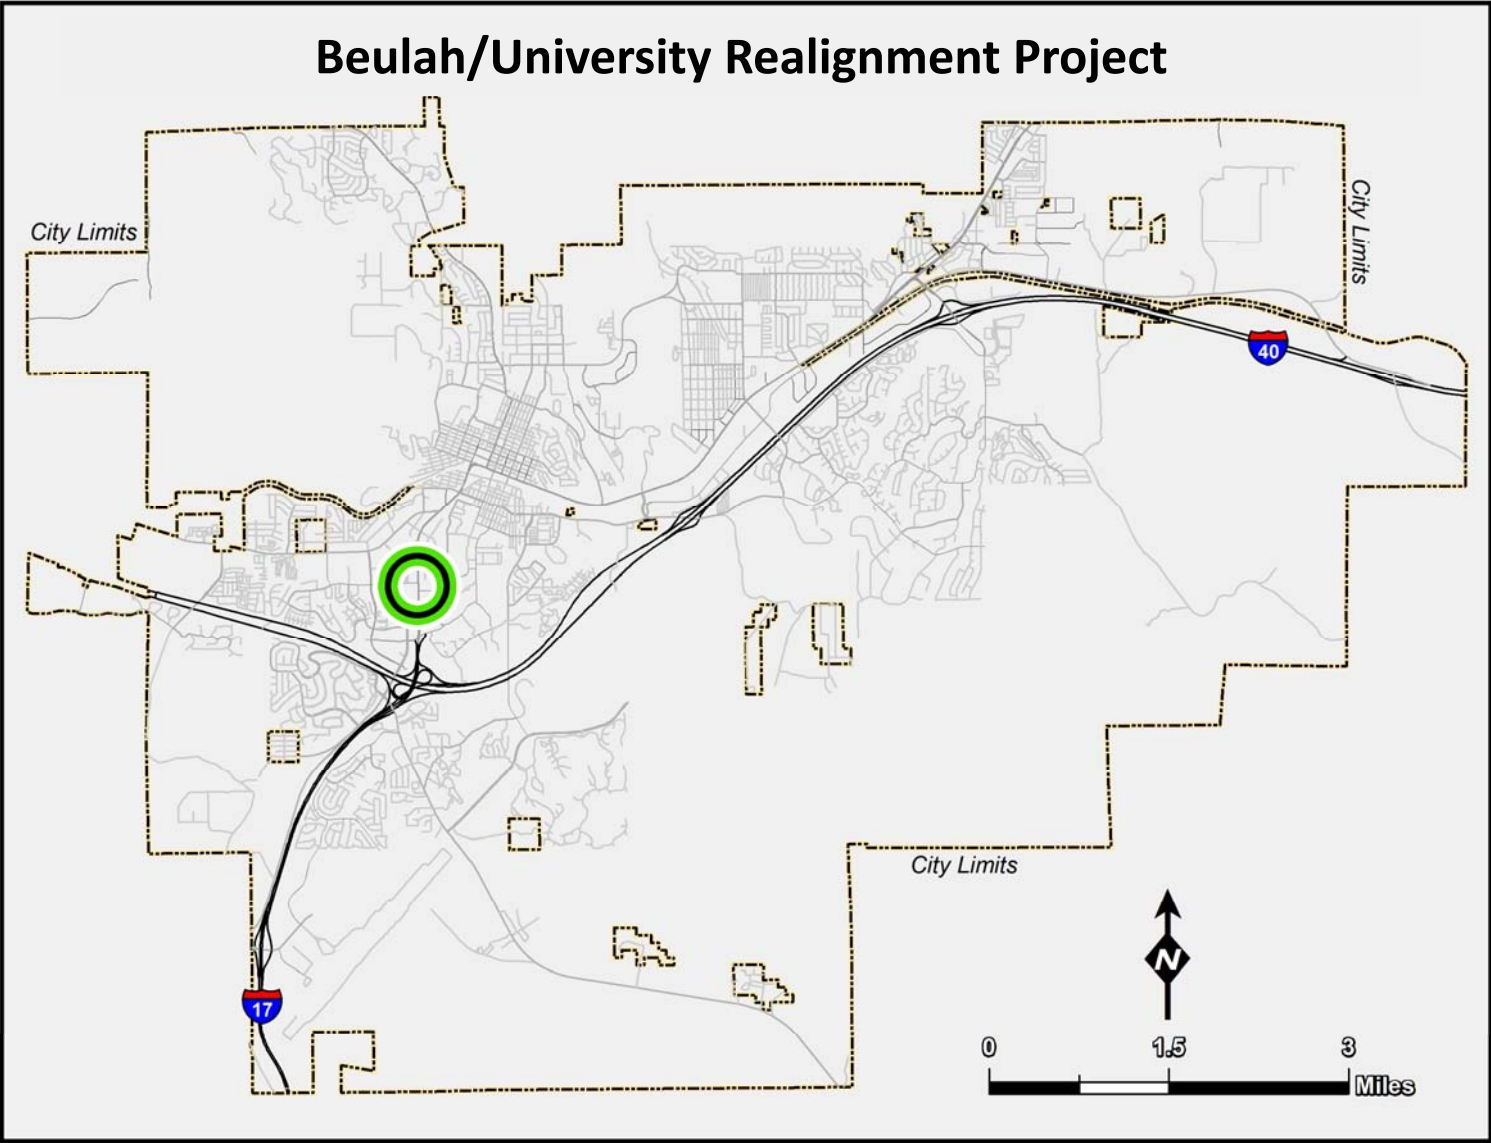 Beulah/University Realignment Project
City Limits
City Limits
40
City Limits
N
17
0 1.5 3
Miles